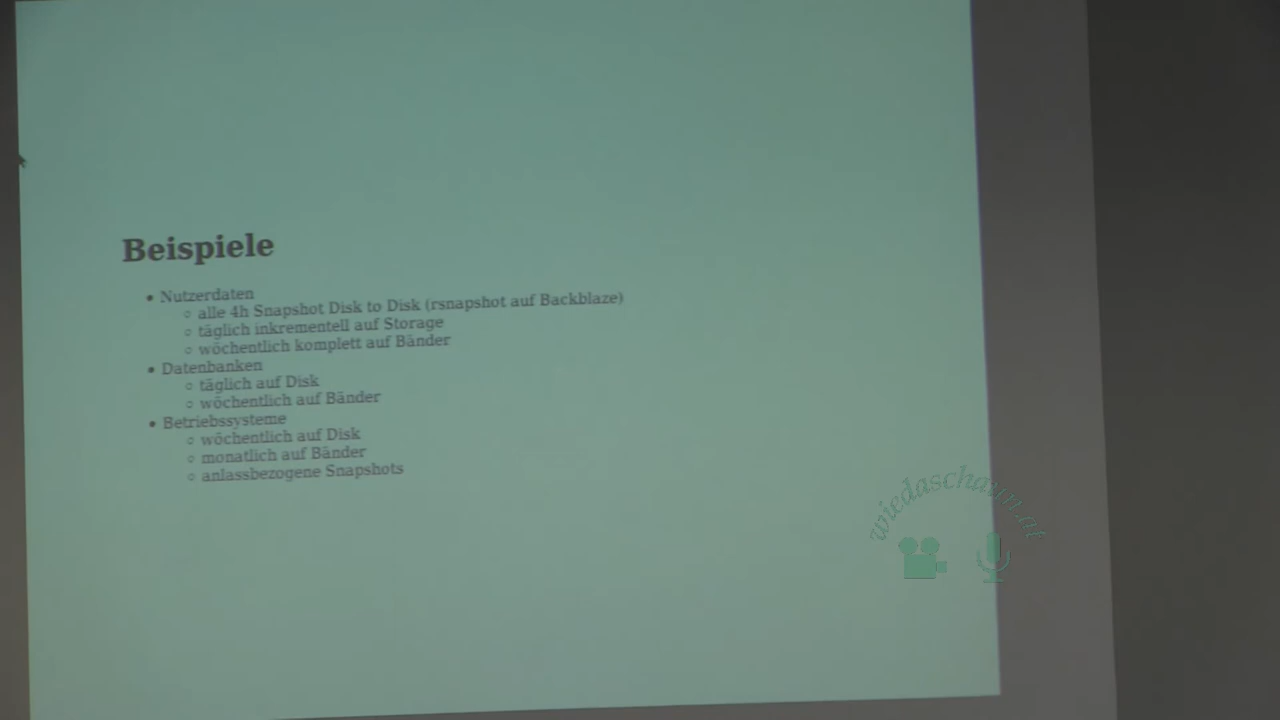 Beispiele
• Nutzerdaten
◦ alle 4h Snapshot Disk to Disk (rsnapshot auf Backblaze)
◦ täglich inkrementell auf Storage
◦ wöchentlich komplett auf Bänder
• Datenbanken
◦ täglich auf Disk
◦ wöchentlich auf Bänder
• Betriebssysteme
◦ wöchentlich auf Disk
◦ monatlich auf Bänder
◦ anlassbezogene Snapshots
wiedaschaun.at